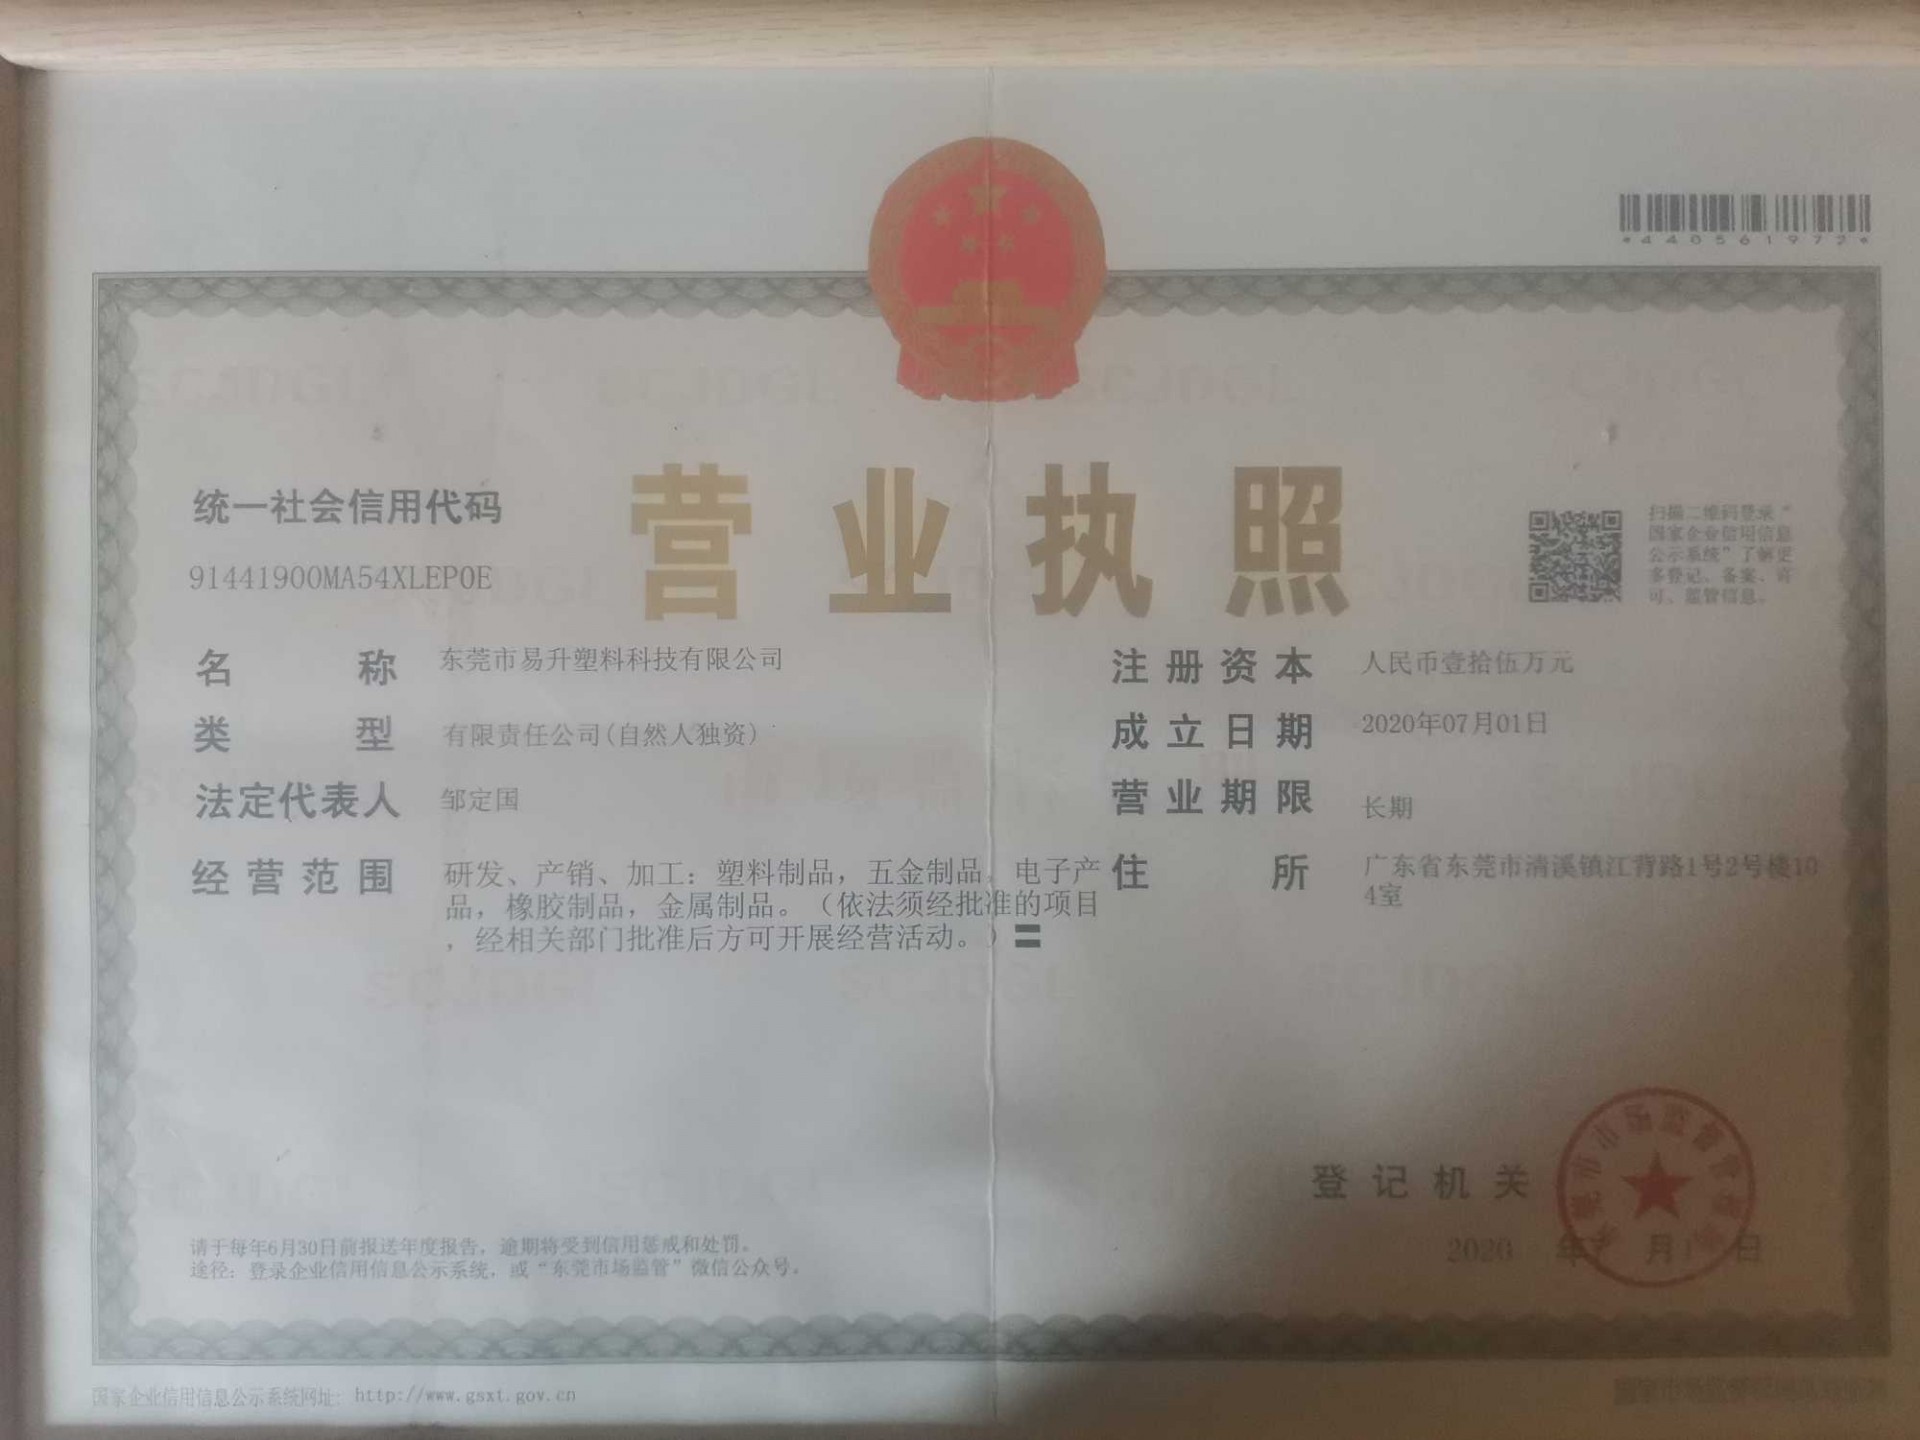 *440561972*
营业执照
统一社会信用代码
91441900MA54XLEP0E
扫描二维码登录“
国家企业信用信息
公示系统”了解更
多登记、备案、许
可、监管信息。
名称 东莞市易升塑料科技有限公司
类型 有限责任公司(自然人独资)
法定代表人 邹定国
经营范围 研发、产销、加工：塑料制品，五金制品，电子产
品，橡胶制品，金属制品。（依法须经批准的项目
，经相关部门批准后方可开展经营活动。）〓
注册资本 人民币壹拾伍万元
成立日期 2020年07月01日
营业期限 长期
住所 广东省东莞市清溪镇江背路1号2号楼10
4室
登记机关
2020 年 月 日
请于每年6月30日前报送年度报告，逾期将受到信用惩戒和处罚。
途径：登录企业信用信息公示系统，或“东莞市场监管”微信公众号。
国家企业信用信息公示系统网址：http://www.gsxt.gov.cn